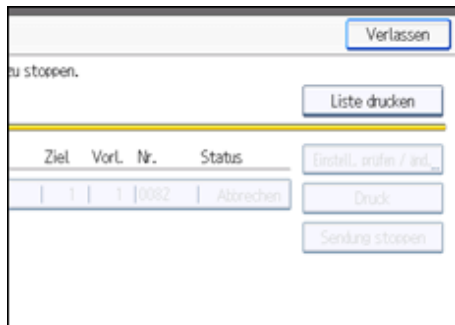 Verlassen
zu stoppen.
Liste drucken
Ziel Vorl. Nr. Status
Einstell. prüfen / änd.
1 1 0082 Abbrechen
Druck
Sendung stoppen